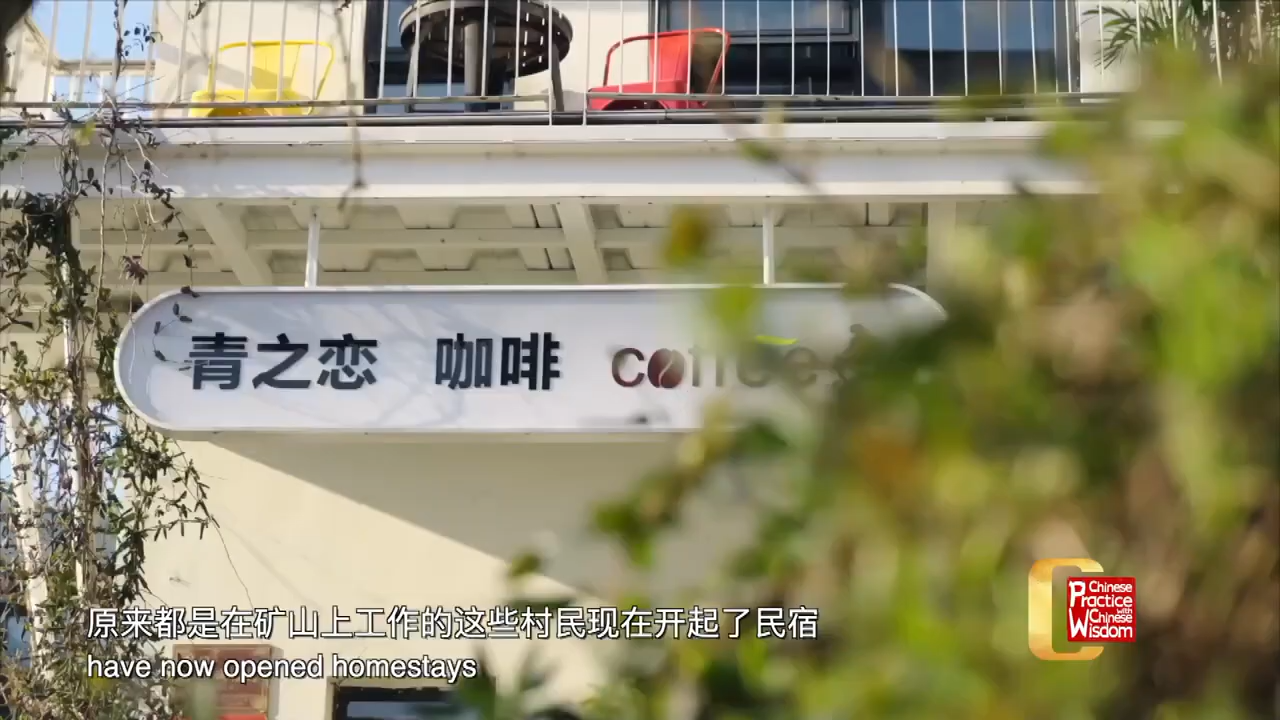 青之恋 咖啡 coffee
原来都是在矿山上工作的这些村民现在开起了民宿
have now opened homestays
Chinese
Practice
with
Chinese
Wisdom